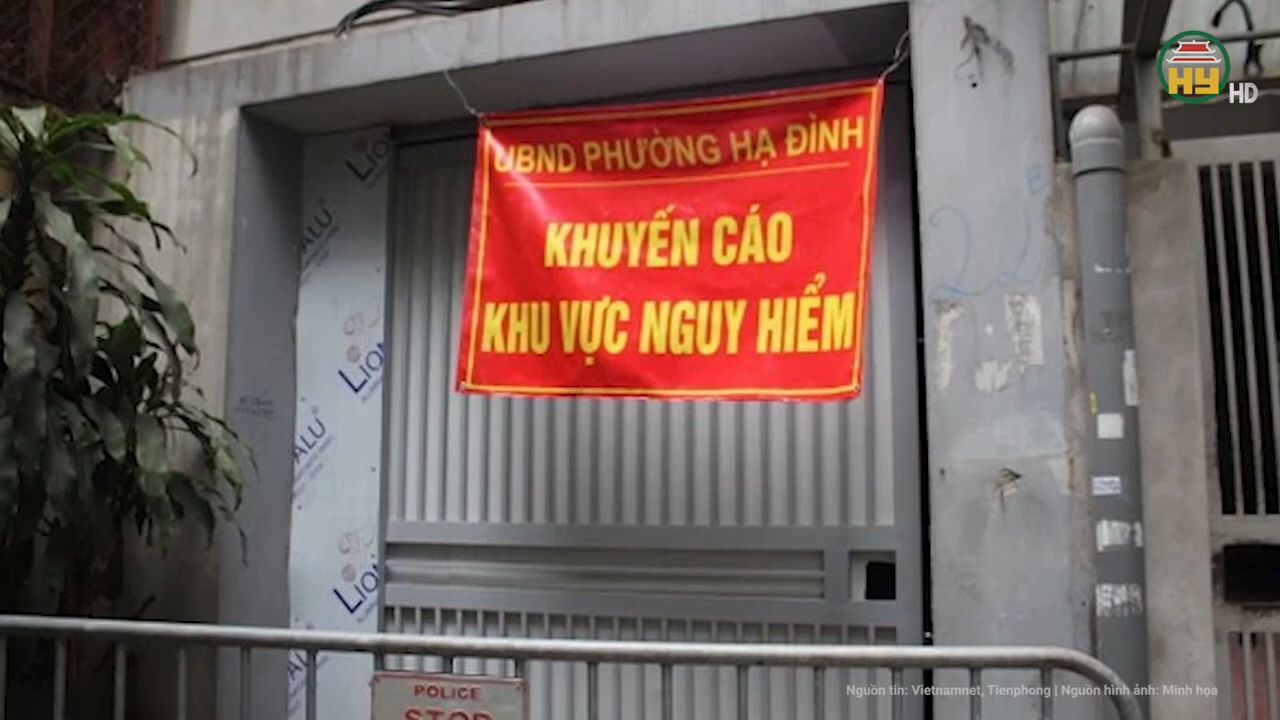 HY HD
UBND PHƯỜNG HẠ ĐÌNH
KHUYẾN CÁO
KHU VỰC NGUY HIỂM
LION
ALU
LION
ALU
LION
22B
POLICE
STOP
Nguồn tin: Vietnamnet, Tienphong | Nguồn hình ảnh: Minh họa